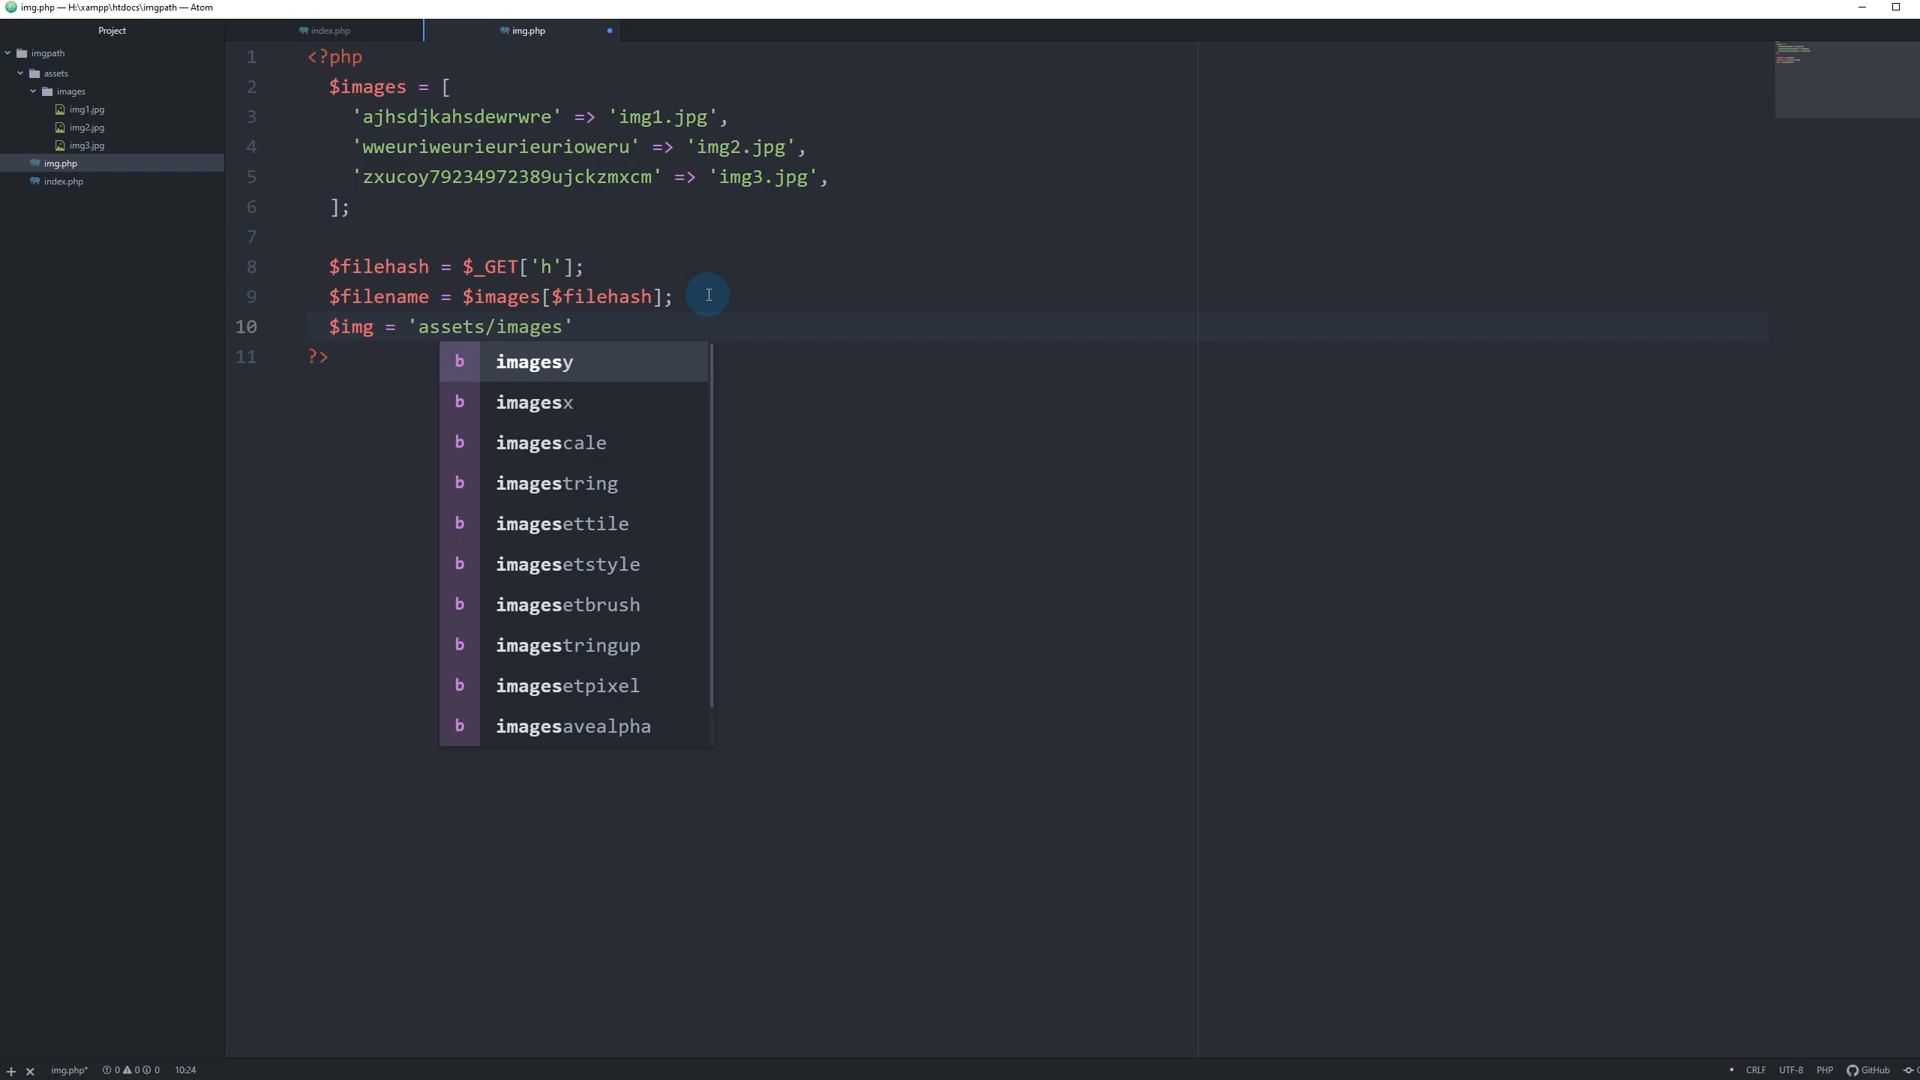 img.php — H:\xampp\htdocs\imgpath — Atom
Project
index.php
img.php
imgpath
assets
images
img1.jpg
img2.jpg
img3.jpg
img.php
index.php
1 <?php
2 $images = [
3 'ajhsdjkahsdewrwre' => 'img1.jpg',
4 'wweuriweurieurieurioweru' => 'img2.jpg',
5 'zxucoy79234972389ujckzmxcm' => 'img3.jpg',
6 ];
7
8 $filehash = $_GET['h'];
9 $filename = $images[$filehash];
10 $img = 'assets/images'
11 ?>
b imagesy
b imagesx
b imagescale
b imagestring
b imagesettile
b imagesetstyle
b imagesetbrush
b imagestringup
b imagesetpixel
b imagesavealpha
img.php* 0 0 0 10:24 CRLF UTF-8 PHP GitHub